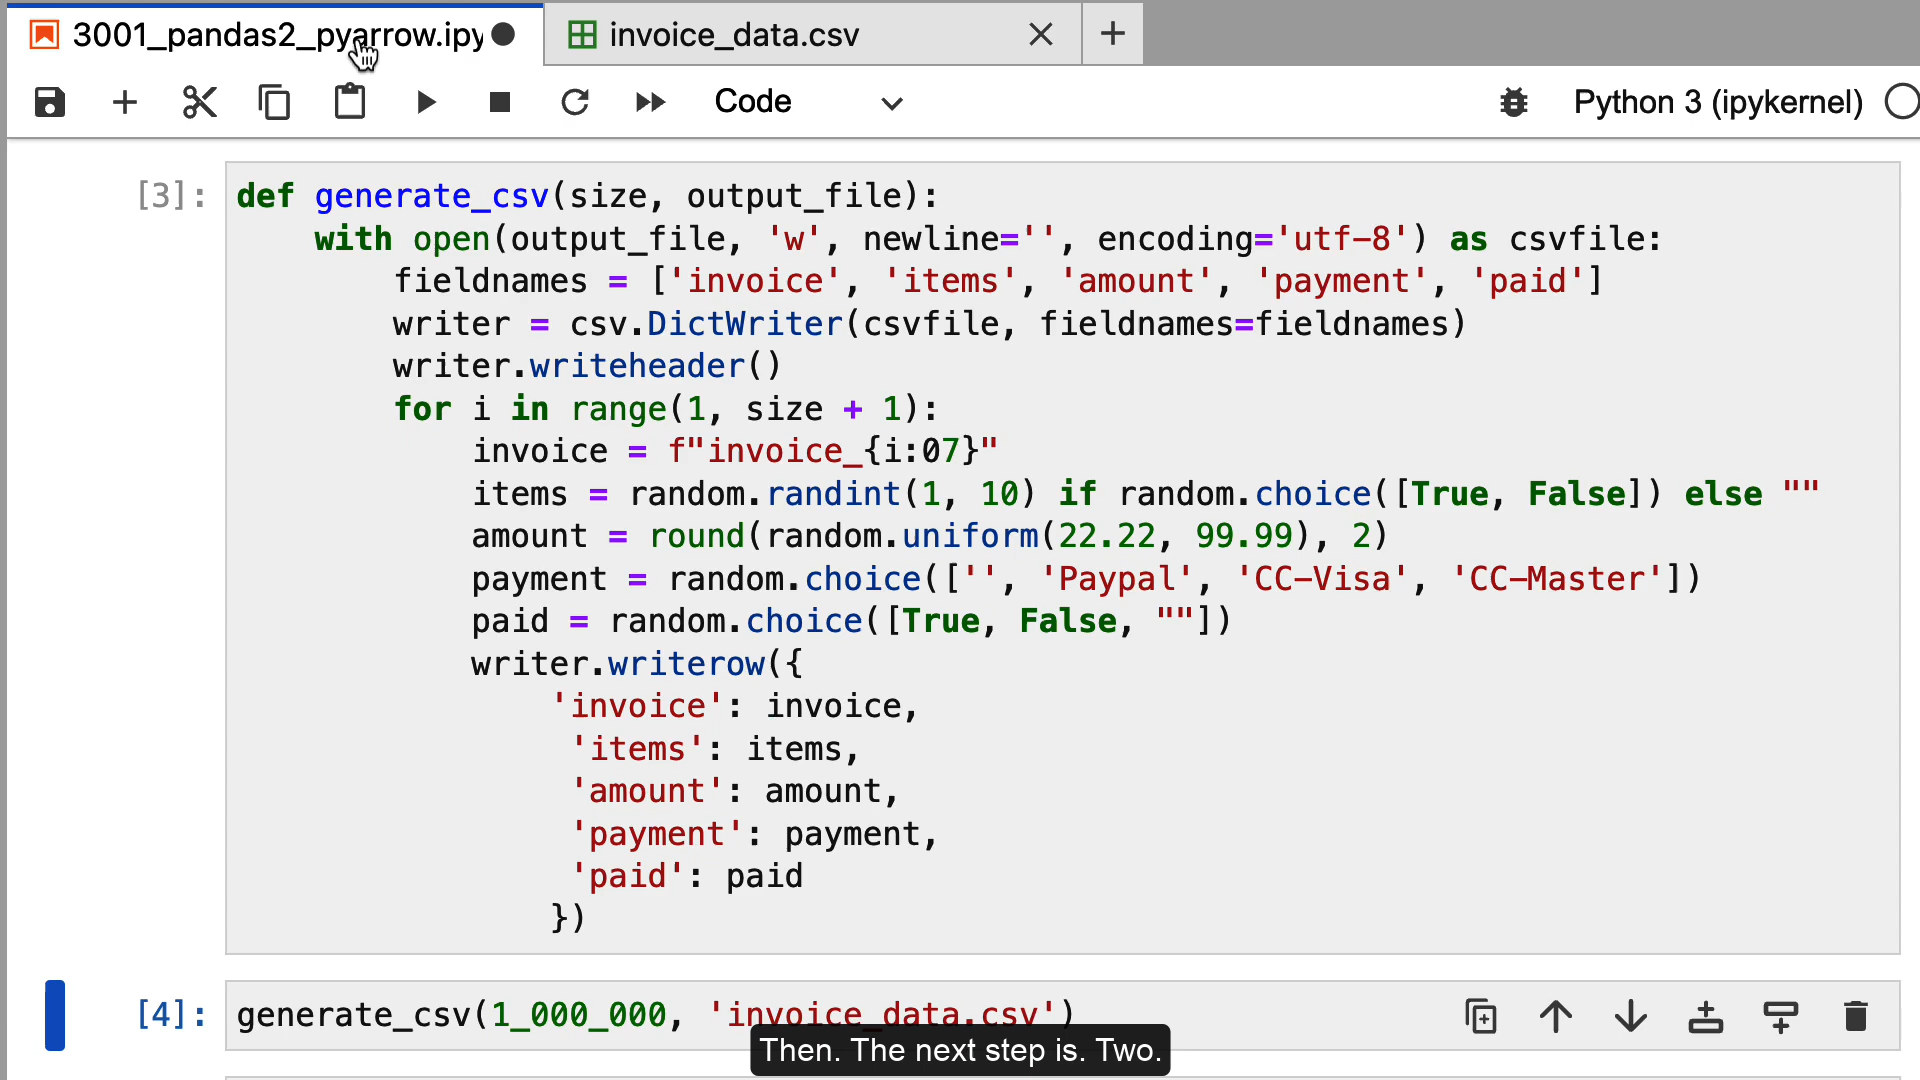 3001_pandas2_pyarrow.ipy
invoice_data.csv
Code
Python 3 (ipykernel)
[3]:
def generate_csv(size, output_file):
    with open(output_file, 'w', newline='', encoding='utf-8') as csvfile:
        fieldnames = ['invoice', 'items', 'amount', 'payment', 'paid']
        writer = csv.DictWriter(csvfile, fieldnames=fieldnames)
        writer.writeheader()
        for i in range(1, size + 1):
            invoice = f"invoice_{i:07}"
            items = random.randint(1, 10) if random.choice([True, False]) else ""
            amount = round(random.uniform(22.22, 99.99), 2)
            payment = random.choice(['', 'Paypal', 'CC-Visa', 'CC-Master'])
            paid = random.choice([True, False, ""])
            writer.writerow({
                'invoice': invoice,
                 'items': items,
                 'amount': amount,
                 'payment': payment,
                 'paid': paid
                })
[4]:
generate_csv(1_000_000, 'invoice_data.csv')
Then. The next step is. Two.